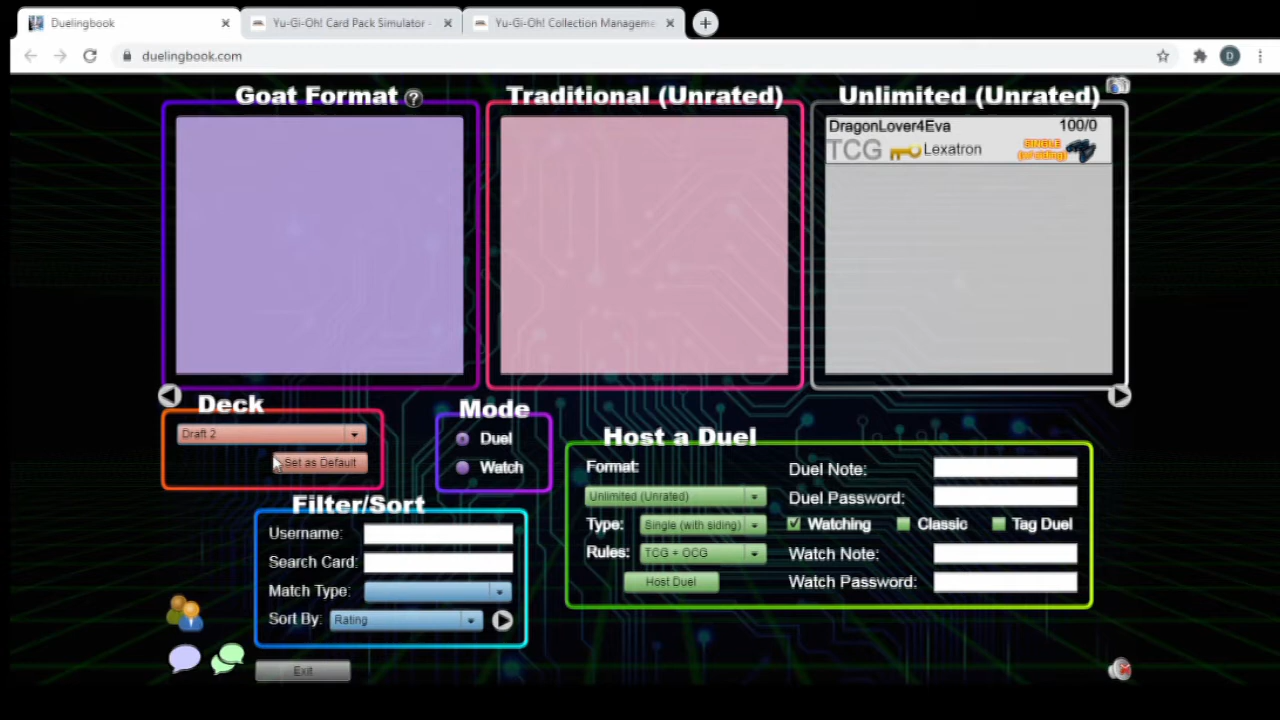 Duelingbook
Yu-Gi-Oh! Card Pack Simulator -
Yu-Gi-Oh! Collection Manageme
duelingbook.com
D
Goat Format ?
Traditional (Unrated)
Unlimited (Unrated)
DragonLover4Eva 100/0
TCG Lexatron SINGLE
(w/ siding)
Deck
Draft 2
Set as Default
Mode
Duel
Watch
Filter/Sort
Username:
Search Card:
Match Type:
Sort By: Rating
Exit
Host a Duel
Format:
Unlimited (Unrated)
Type: Single (with siding)
Rules: TCG + OCG
Host Duel
Duel Note:
Duel Password:
Watching Classic Tag Duel
Watch Note:
Watch Password: